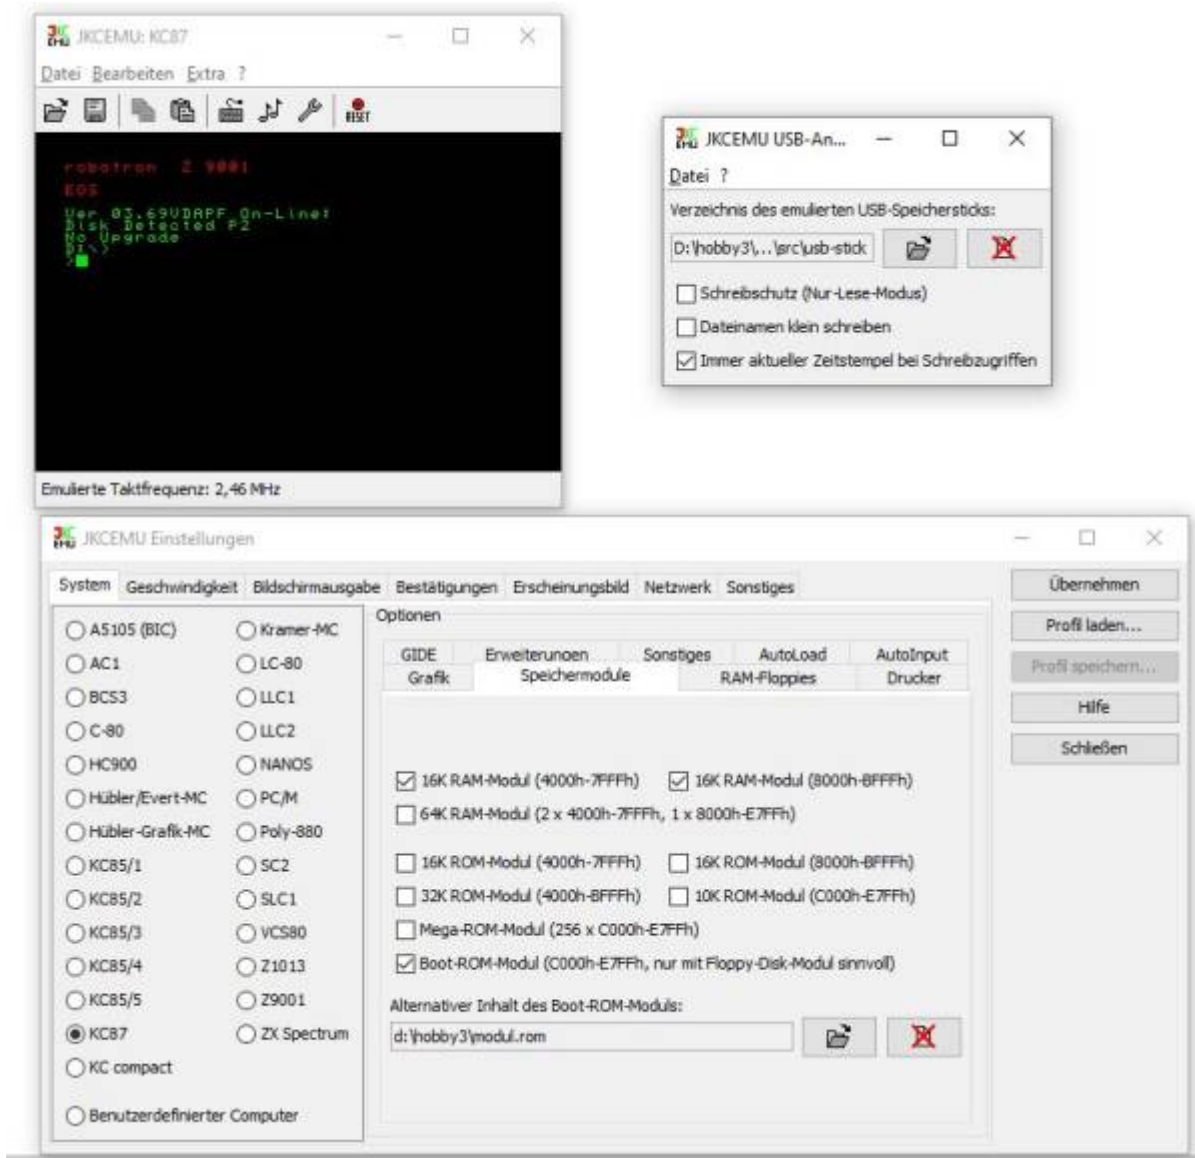 JKCEMU: KC87
Datei Bearbeiten Extra ?
RESET
robotron Z 9001
EOS
Ver 03.69VDAPF On-Line:
Disk Detected P2
No Upgrade
D:\>
>
Emulierte Taktfrequenz: 2,46 MHz
JKCEMU USB-An...
Datei ?
Verzeichnis des emulierten USB-Speichersticks:
D:\hobby3\,...\src\usb-stick
Schreibschutz (Nur-Lese-Modus)
Dateinamen klein schreiben
Immer aktueller Zeitstempel bei Schreibzugriffen
JKCEMU Einstellungen
System Geschwindigkeit Bildschirmausgabe Bestätigungen Erscheinungsbild Netzwerk Sonstiges
A5105 (BIC)
AC1
BCS3
C-80
HC900
Hübler/Evert-MC
Hübler-Grafik-MC
KC85/1
KC85/2
KC85/3
KC85/4
KC85/5
KC87
KC compact
Benutzerdefinierter Computer
Kramer-MC
LC-80
LLC1
LLC2
NANOS
PC/M
Poly-880
SC2
SLC1
VCS80
Z1013
Z9001
ZX Spectrum
Optionen
GIDE Erweiterungen Sonstiges AutoLoad AutoInput
Grafik Speichermodule RAM-Floppies Drucker
16K RAM-Modul (4000h-7FFFh) 16K RAM-Modul (8000h-BFFFh)
64K RAM-Modul (2 x 4000h-7FFFh, 1 x 8000h-E7FFh)
16K ROM-Modul (4000h-7FFFh) 16K ROM-Modul (8000h-BFFFh)
32K ROM-Modul (4000h-BFFFh) 10K ROM-Modul (C000h-E7FFh)
Mega-ROM-Modul (256 x C000h-E7FFh)
Boot-ROM-Modul (C000h-E7FFh, nur mit Floppy-Disk-Modul sinnvoll)
Alternativer Inhalt des Boot-ROM-Moduls:
d:\hobby3\modul.rom
Übernehmen
Profil laden...
Profil speichern...
Hilfe
Schließen